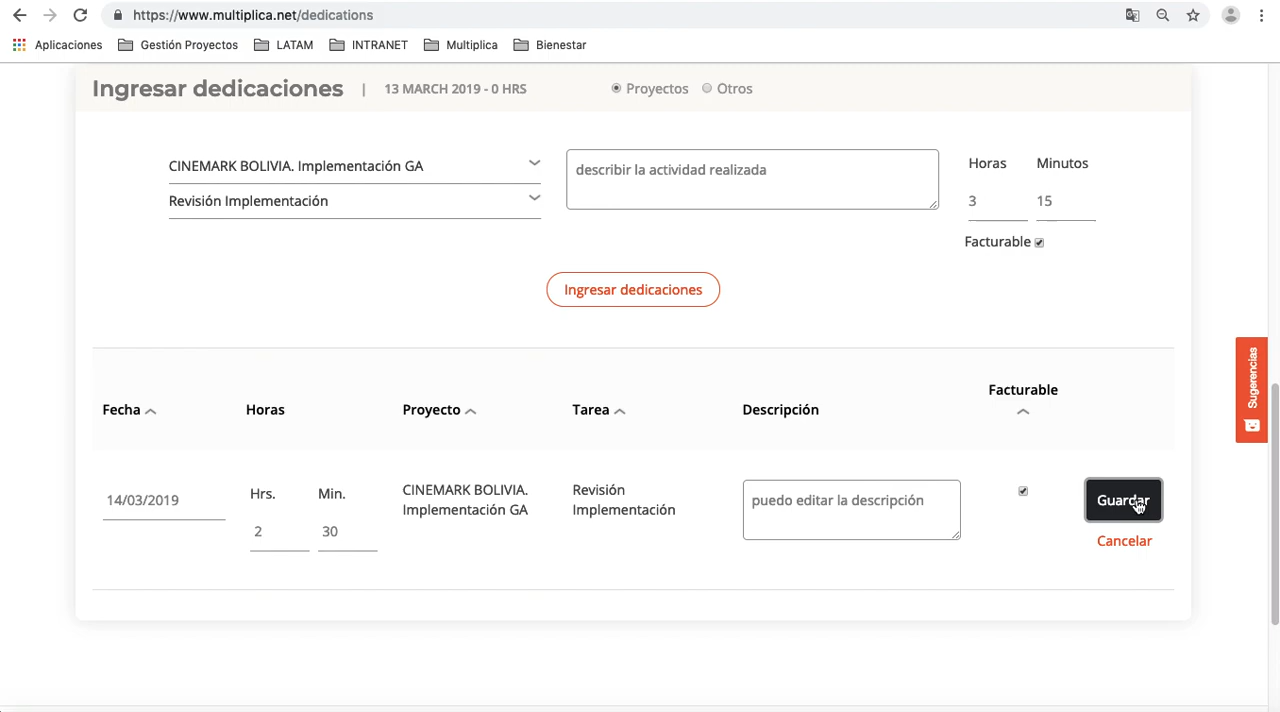 https://www.multiplica.net/dedications
Aplicaciones Gestión Proyectos LATAM INTRANET Multiplica Bienestar
Ingresar dedicaciones | 13 MARCH 2019 - 0 HRS Proyectos Otros
CINEMARK BOLIVIA. Implementación GA
Revisión Implementación
describir la actividad realizada
Horas Minutos
3 15
Facturable
Ingresar dedicaciones
Sugerencias
Fecha Horas Proyecto Tarea Descripción Facturable
14/03/2019
Hrs. Min.
2 30
CINEMARK BOLIVIA.
Implementación GA
Revisión
Implementación
puedo editar la descripción
Guardar
Cancelar